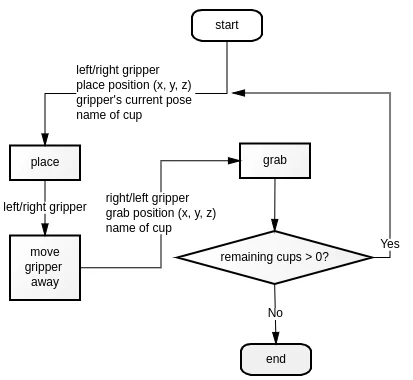 start
left/right gripper
place position (x, y, z)
gripper's current pose
name of cup
place
grab
left/right gripper
right/left gripper
grab position (x, y, z)
name of cup
move
gripper
away
Yes
remaining cups > 0?
No
end